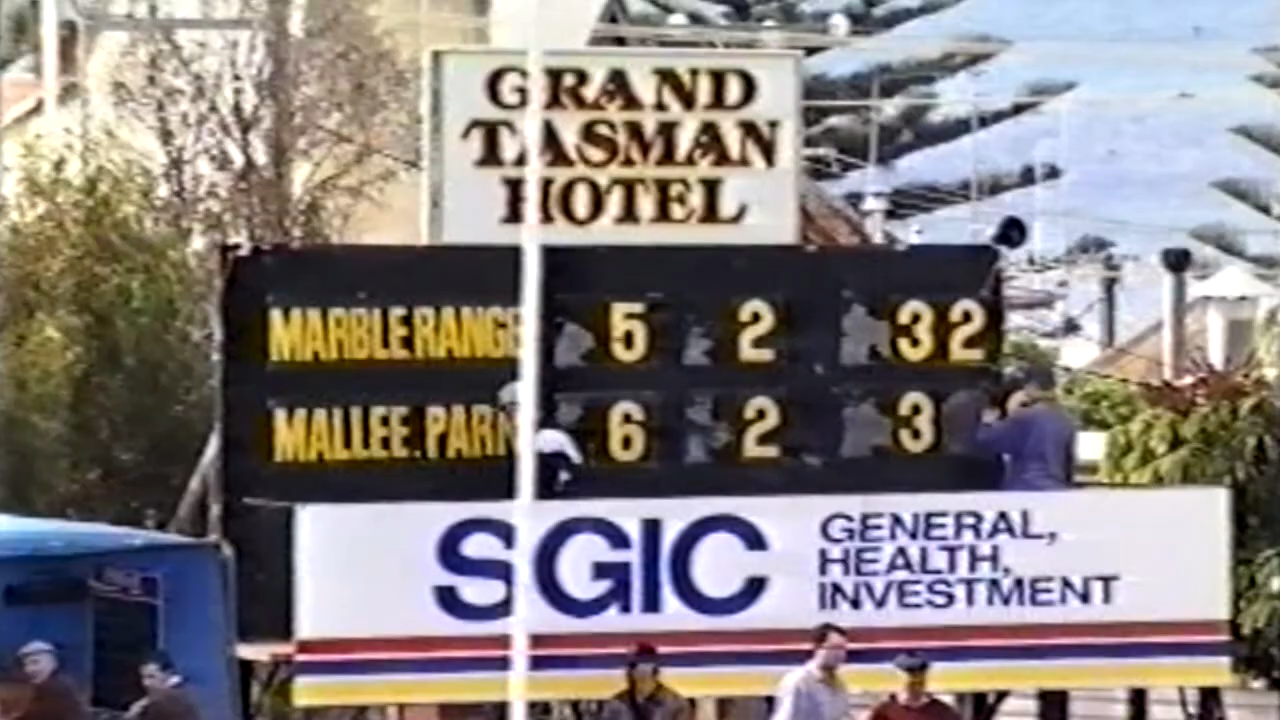 GRAND
TASMAN
HOTEL
MARBLE RANGE 5 2 32
MALLEE. PARK 6 2 3
SGIC GENERAL,
HEALTH,
INVESTMENT